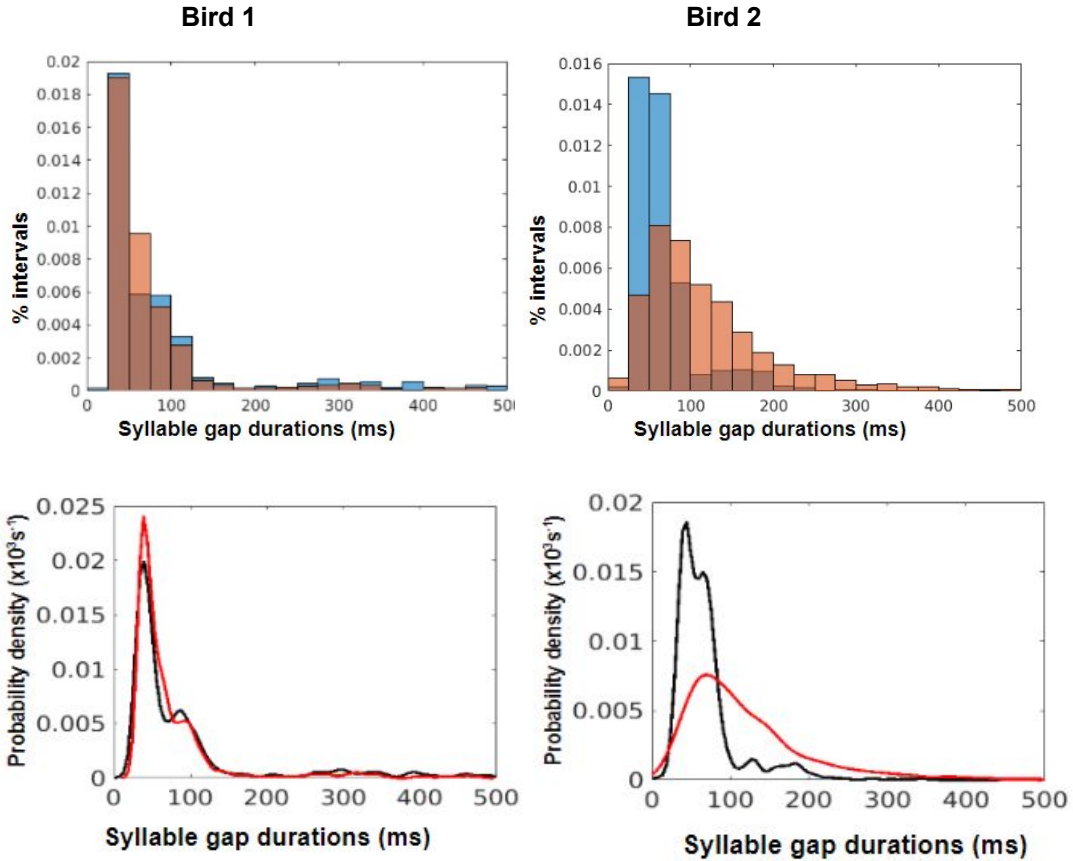 Bird 1
Bird 2
0.02
0.018
0.016
0.014
0.012
0.01
0.008
0.006
0.004
0.002
0
% intervals
0 100 200 300 400 500
Syllable gap durations (ms)
0.016
0.014
0.012
0.01
0.008
0.006
0.004
0.002
0
% intervals
0 100 200 300 400 500
Syllable gap durations (ms)
0.025
0.02
0.015
0.01
0.005
0
Probability density (x10³s⁻¹)
0 100 200 300 400 500
Syllable gap durations (ms)
0.02
0.015
0.01
0.005
0
Probability density (x10³s⁻¹)
0 100 200 300 400 500
Syllable gap durations (ms)